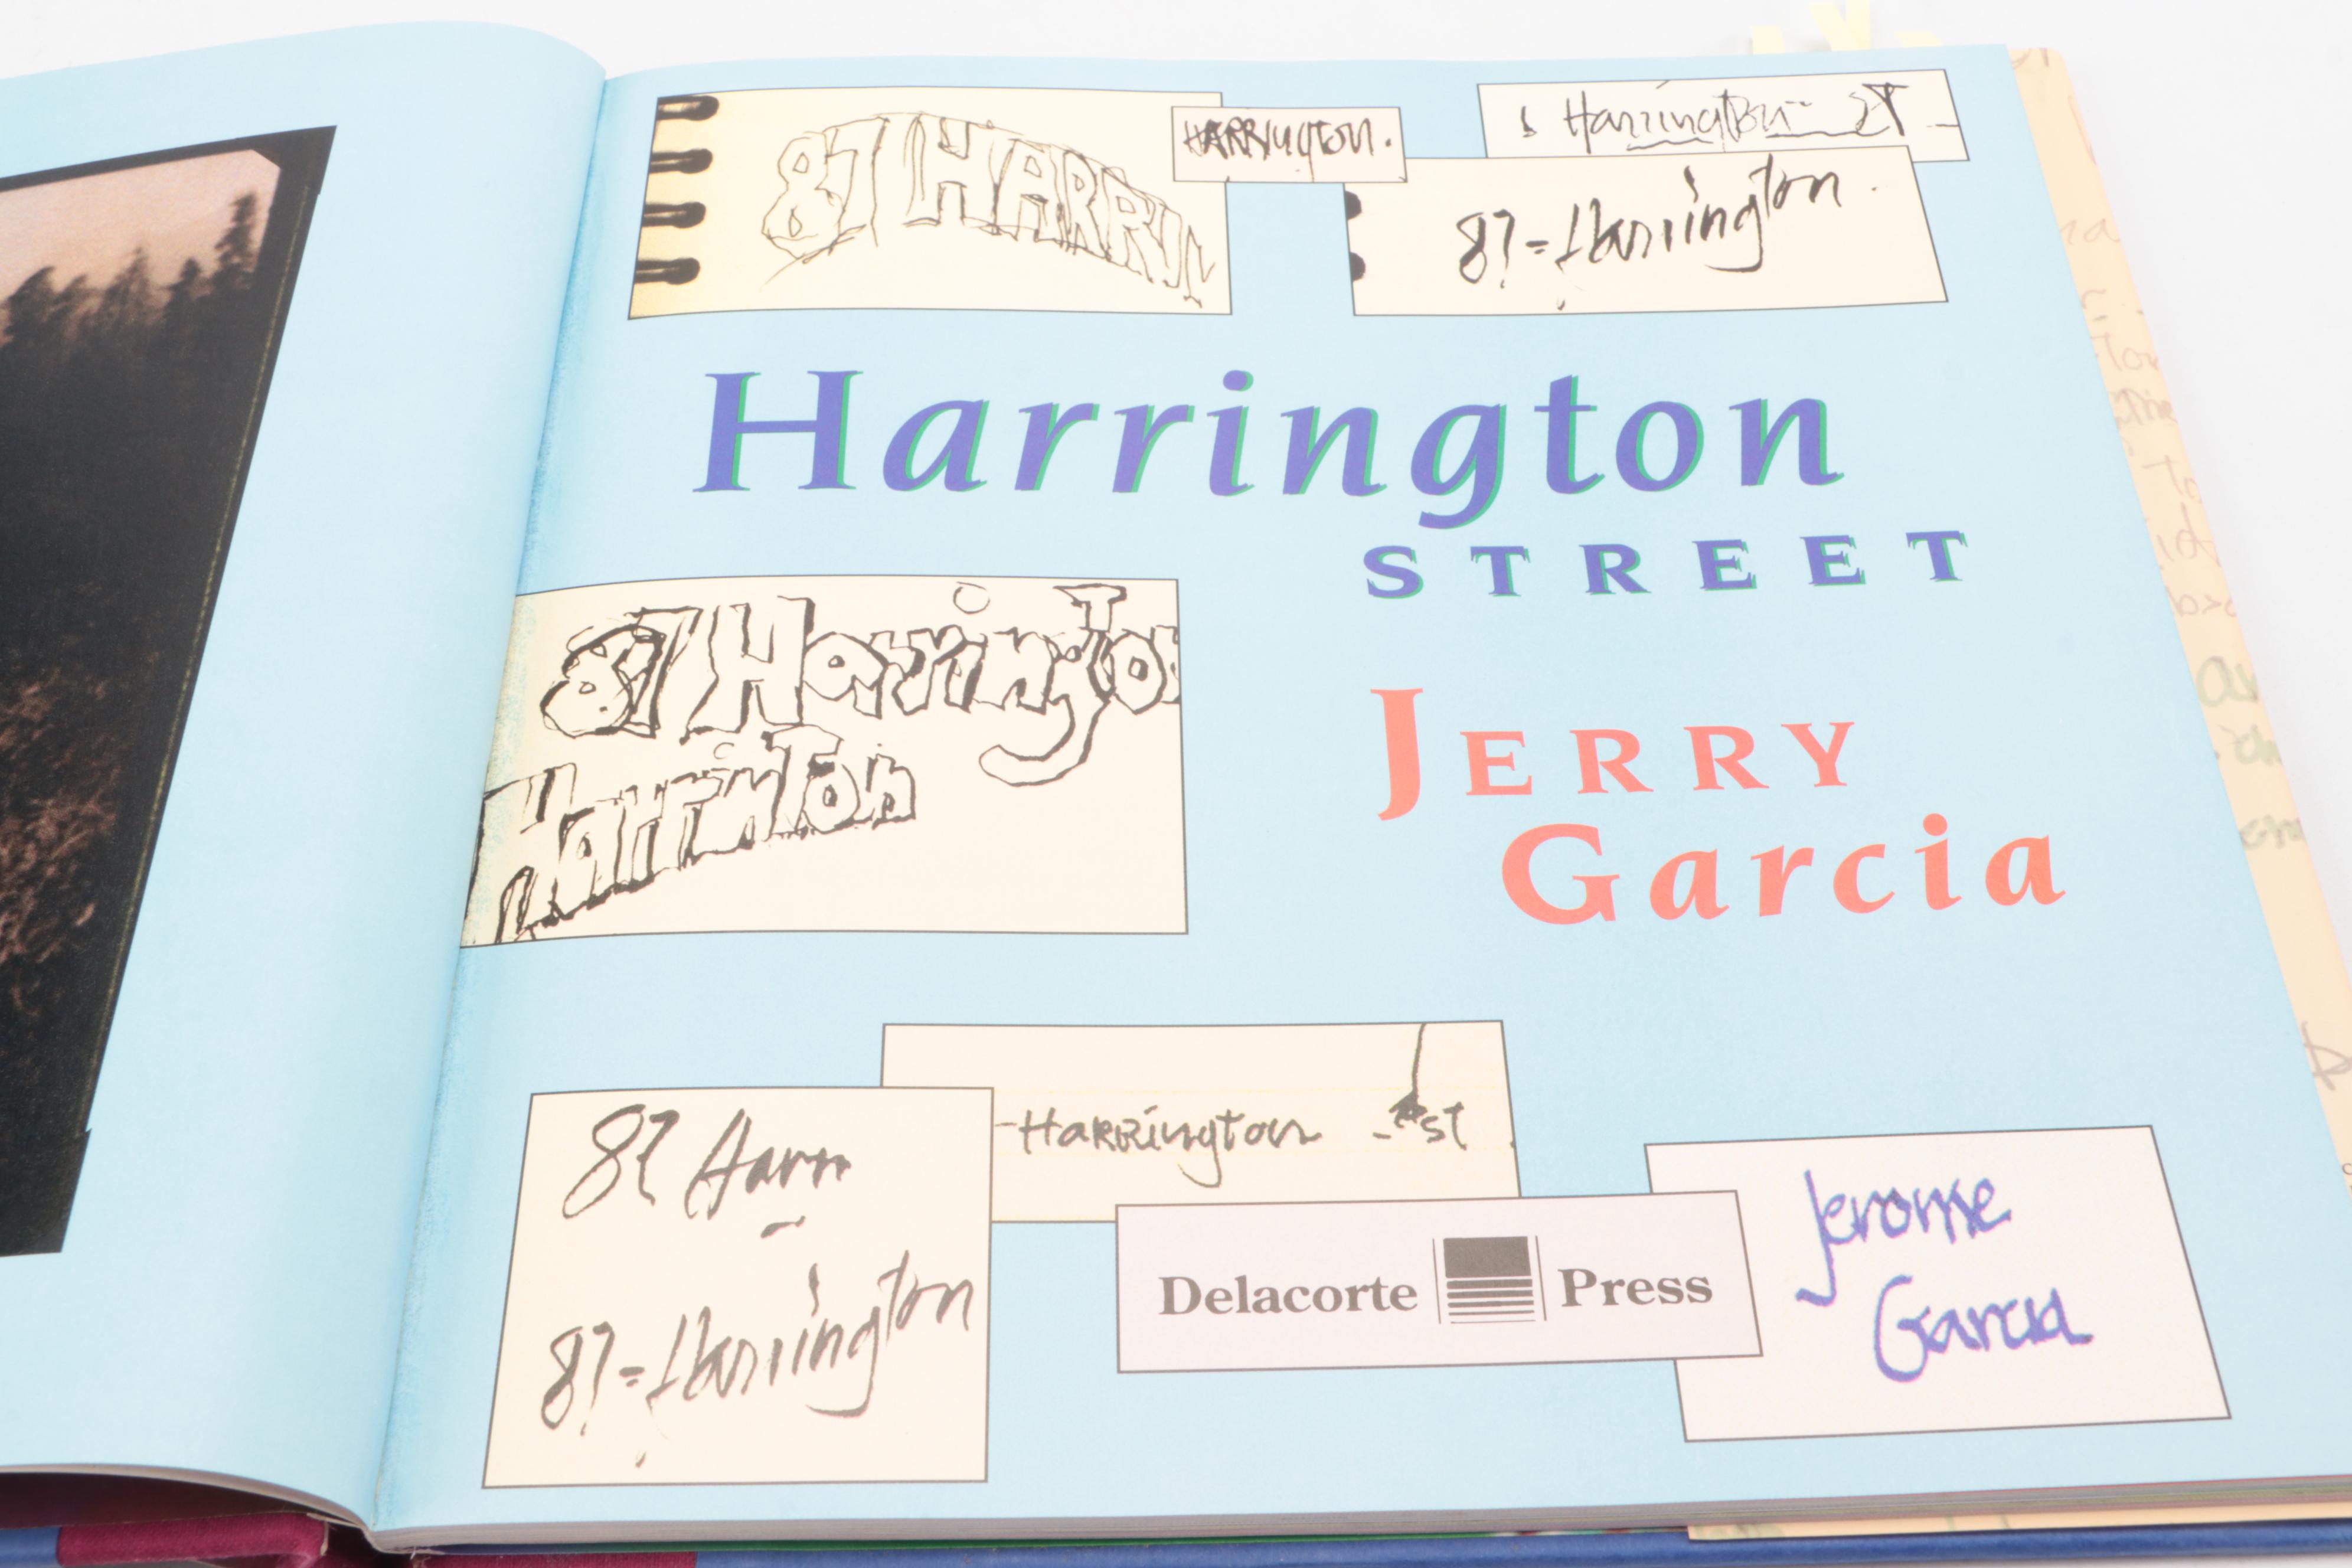 87 HARRIN
HARRINGTON.
Harrington ST
87-Harrington.
Harrington
STREET
87 Harrington
Harrinton
JERRY
Garcia
Harrington - st
87 Harr
87-Harrington
Delacorte Press
Jerome
Garcia